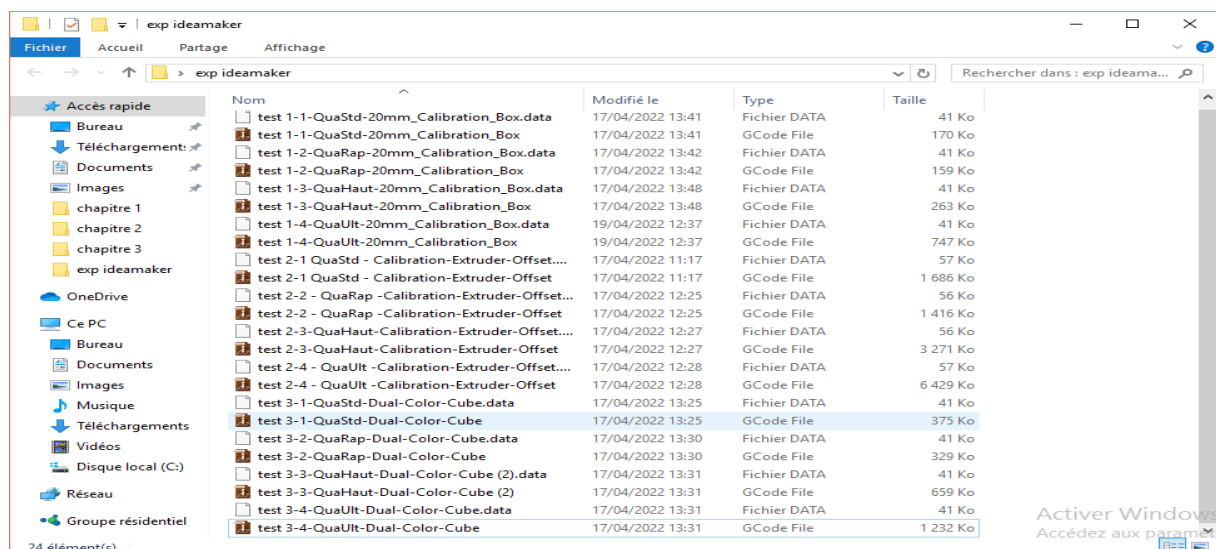 exp ideamaker
Fichier Accueil Partage Affichage
exp ideamaker Rechercher dans : exp ideama...
Accès rapide
Bureau
Téléchargement:
Documents
Images
chapitre 1
chapitre 2
chapitre 3
exp ideamaker
OneDrive
Ce PC
Bureau
Documents
Images
Musique
Téléchargements
Vidéos
Disque local (C:)
Réseau
Groupe résidentiel
Nom Modifié le Type Taille
test 1-1-QuaStd-20mm_Calibration_Box.data 17/04/2022 13:41 Fichier DATA 41 Ko
test 1-1-QuaStd-20mm_Calibration_Box 17/04/2022 13:41 GCode File 170 Ko
test 1-2-QuaRap-20mm_Calibration_Box.data 17/04/2022 13:42 Fichier DATA 41 Ko
test 1-2-QuaRap-20mm_Calibration_Box 17/04/2022 13:42 GCode File 159 Ko
test 1-3-QuaHaut-20mm_Calibration_Box.data 17/04/2022 13:48 Fichier DATA 41 Ko
test 1-3-QuaHaut-20mm_Calibration_Box 17/04/2022 13:48 GCode File 263 Ko
test 1-4-QuaUlt-20mm_Calibration_Box.data 19/04/2022 12:37 Fichier DATA 41 Ko
test 1-4-QuaUlt-20mm_Calibration_Box 19/04/2022 12:37 GCode File 747 Ko
test 2-1 QuaStd - Calibration-Extruder-Offset.... 17/04/2022 11:17 Fichier DATA 57 Ko
test 2-1 QuaStd - Calibration-Extruder-Offset 17/04/2022 11:17 GCode File 1 686 Ko
test 2-2 - QuaRap -Calibration-Extruder-Offset... 17/04/2022 12:25 Fichier DATA 56 Ko
test 2-2 - QuaRap -Calibration-Extruder-Offset 17/04/2022 12:25 GCode File 1 416 Ko
test 2-3-QuaHaut-Calibration-Extruder-Offset.... 17/04/2022 12:27 Fichier DATA 56 Ko
test 2-3-QuaHaut-Calibration-Extruder-Offset 17/04/2022 12:27 GCode File 3 271 Ko
test 2-4 - QuaUlt -Calibration-Extruder-Offset.... 17/04/2022 12:28 Fichier DATA 57 Ko
test 2-4 - QuaUlt -Calibration-Extruder-Offset 17/04/2022 12:28 GCode File 6 429 Ko
test 3-1-QuaStd-Dual-Color-Cube.data 17/04/2022 13:25 Fichier DATA 41 Ko
test 3-1-QuaStd-Dual-Color-Cube 17/04/2022 13:25 GCode File 375 Ko
test 3-2-QuaRap-Dual-Color-Cube.data 17/04/2022 13:30 Fichier DATA 41 Ko
test 3-2-QuaRap-Dual-Color-Cube 17/04/2022 13:30 GCode File 329 Ko
test 3-3-QuaHaut-Dual-Color-Cube (2).data 17/04/2022 13:31 Fichier DATA 41 Ko
test 3-3-QuaHaut-Dual-Color-Cube (2) 17/04/2022 13:31 GCode File 659 Ko
test 3-4-QuaUlt-Dual-Color-Cube.data 17/04/2022 13:31 Fichier DATA 41 Ko
test 3-4-QuaUlt-Dual-Color-Cube 17/04/2022 13:31 GCode File 1 232 Ko
Activer Windows
Accédez aux paramèt
24 élément(s)